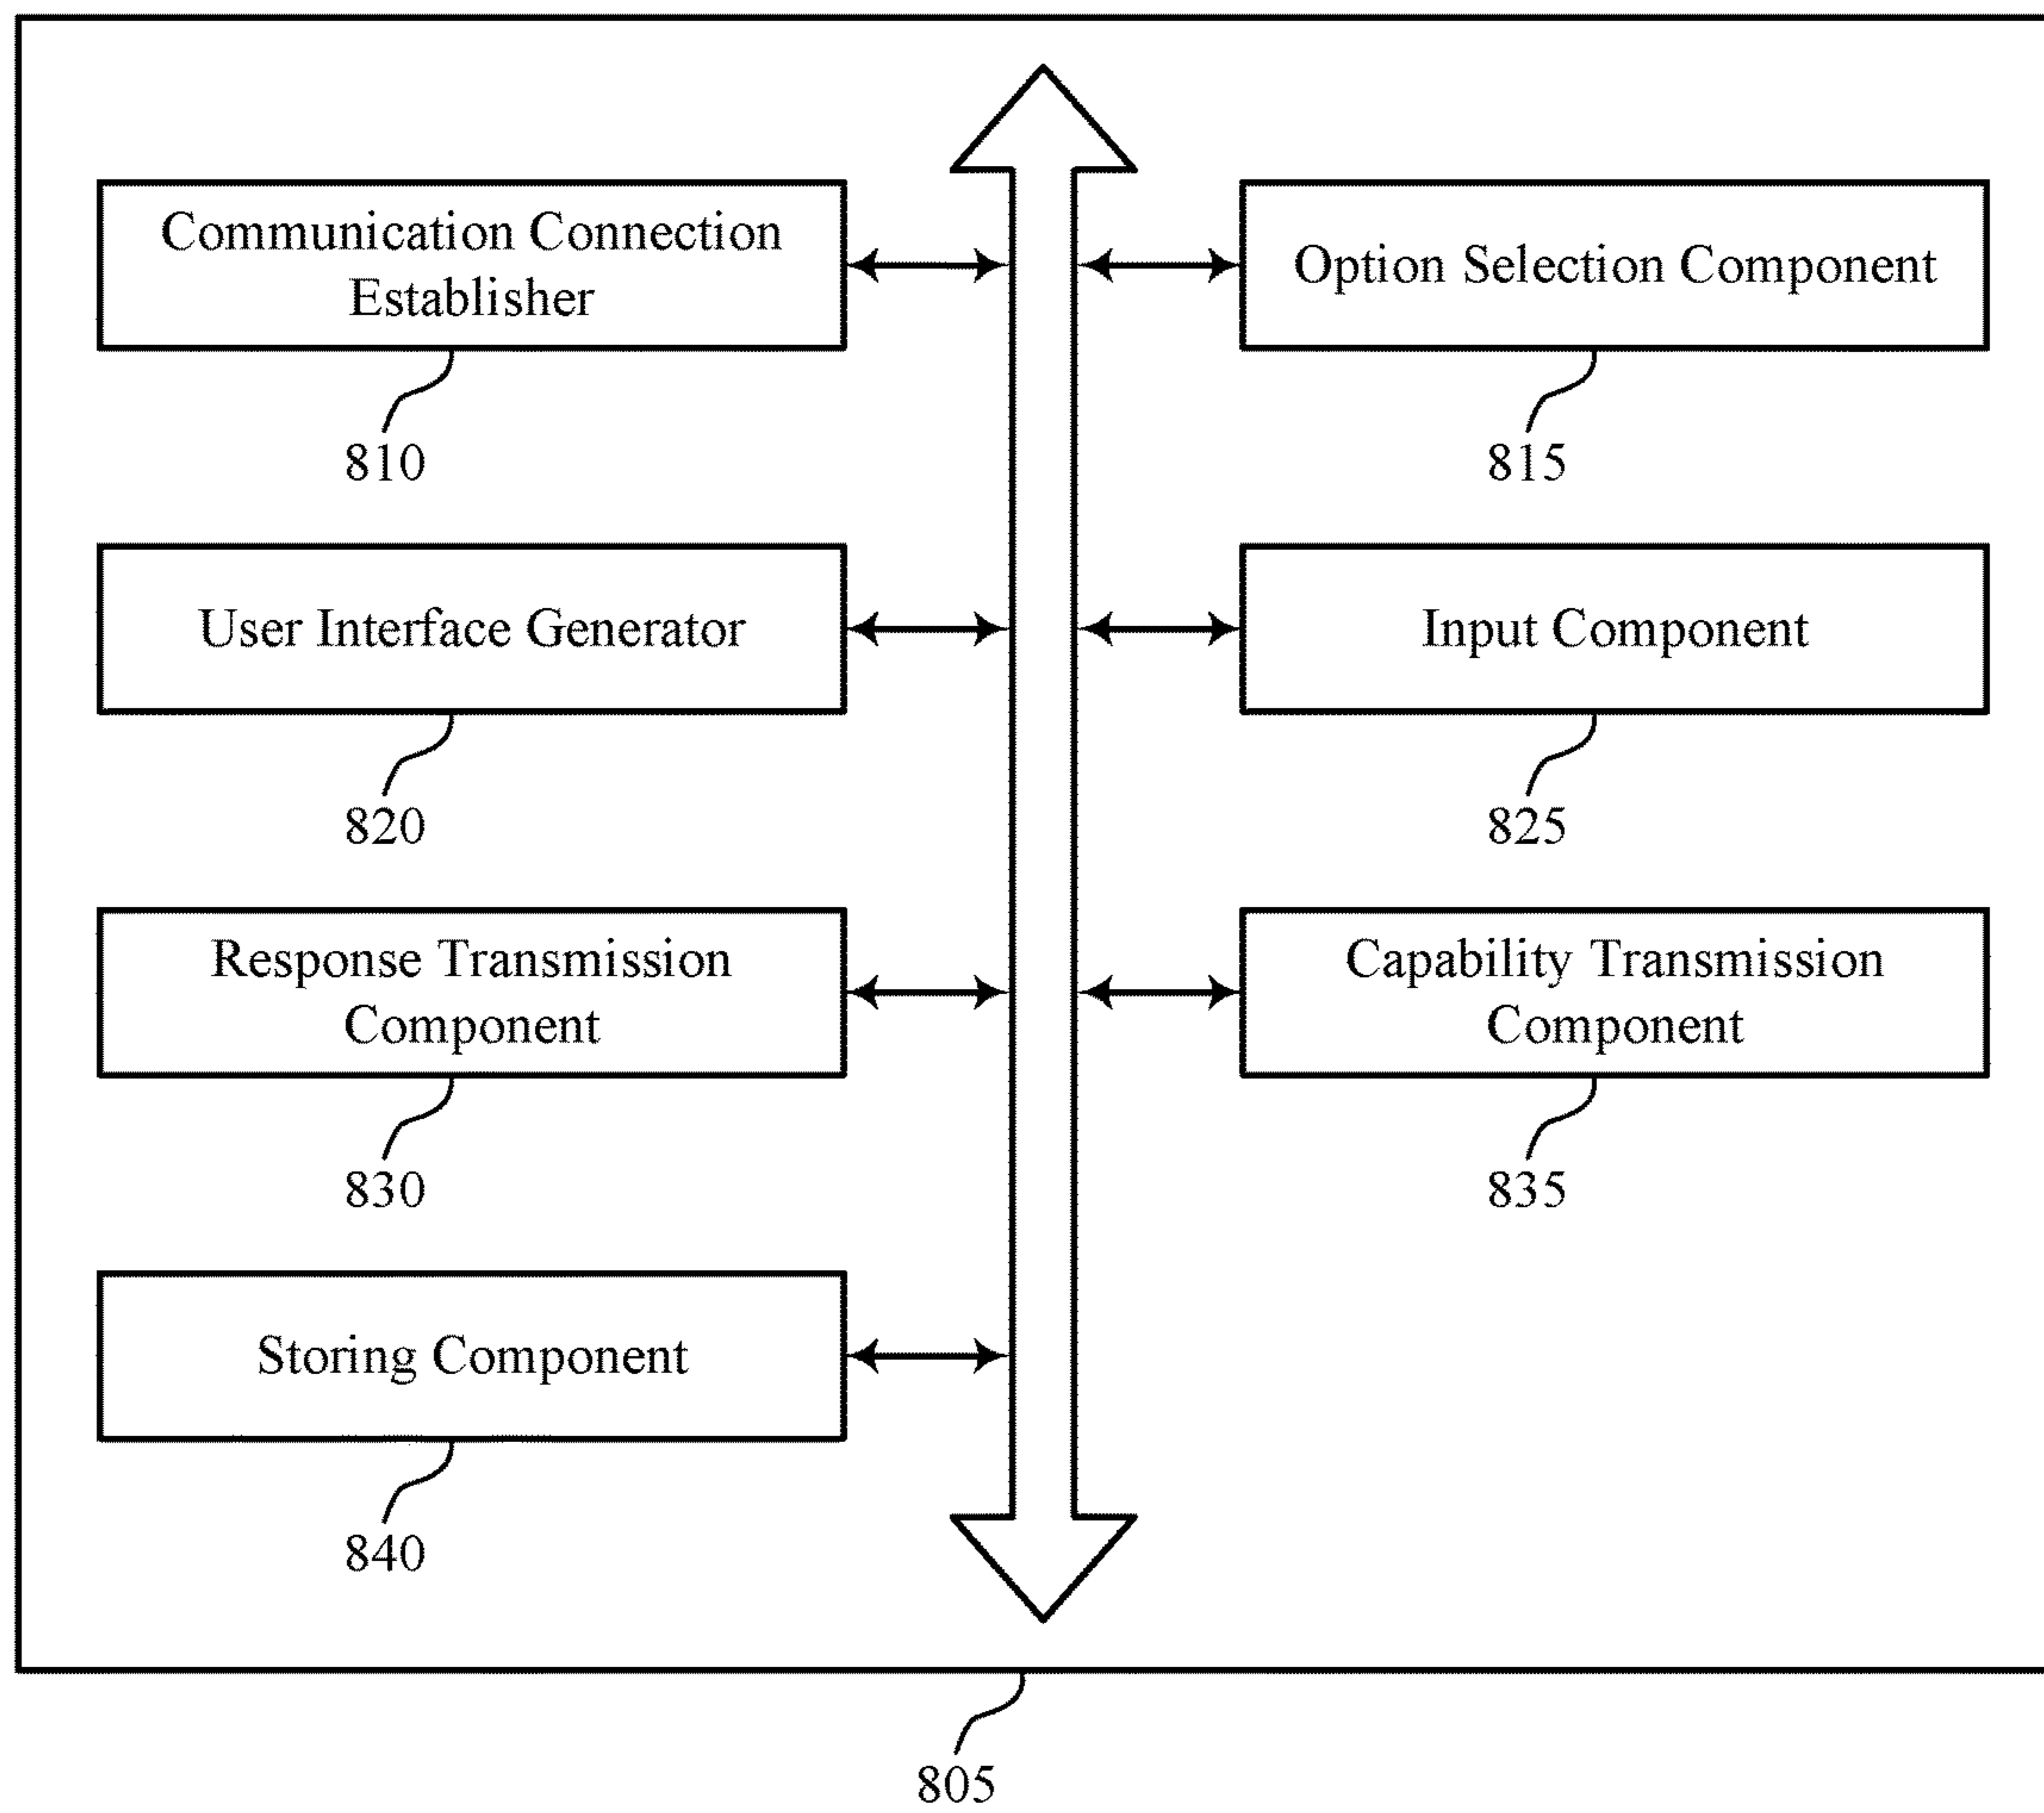 Communication Connection
Establisher
810
Option Selection Component
815
User Interface Generator
820
Input Component
825
Response Transmission
Component
830
Capability Transmission
Component
835
Storing Component
840
805